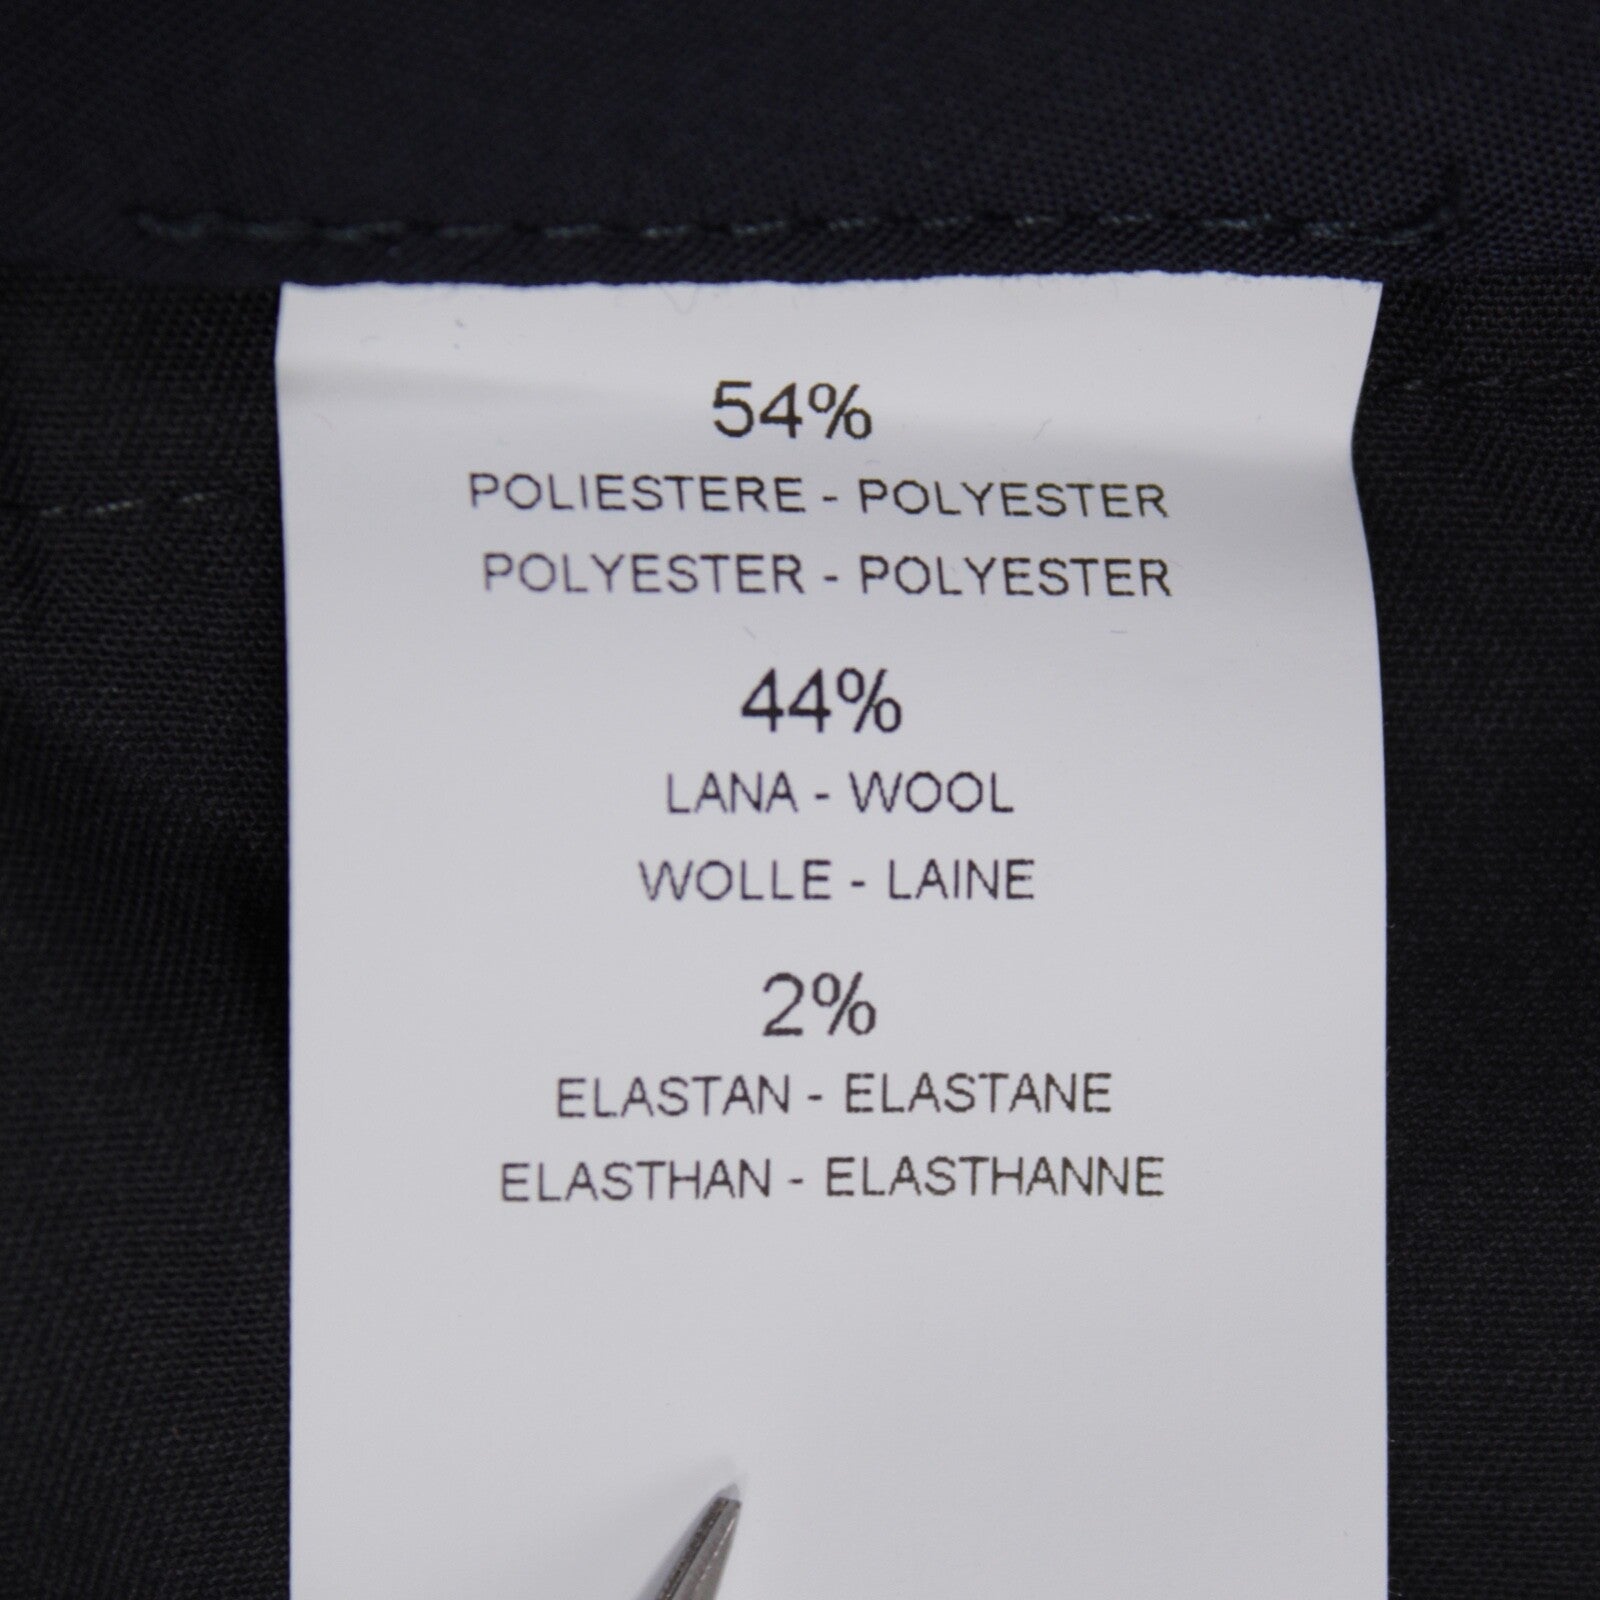 54%
POLIESTERE - POLYESTER
POLYESTER - POLYESTER
44%
LANA - WOOL
WOLLE - LAINE
2%
ELASTAN - ELASTANE
ELASTHAN - ELASTHANNE